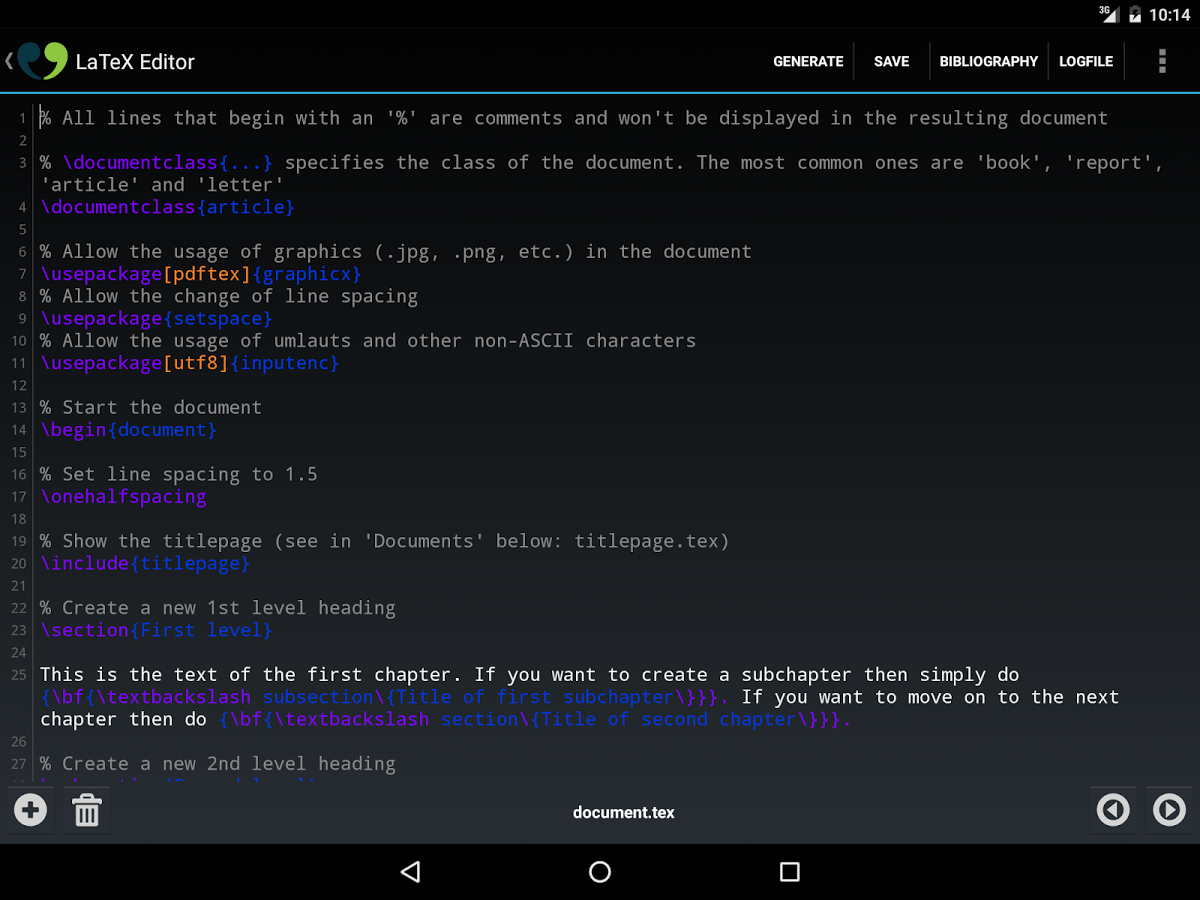 3G 10:14
LaTeX Editor GENERATE SAVE BIBLIOGRAPHY LOGFILE
1 % All lines that begin with an '%' are comments and won't be displayed in the resulting document
2
3 % \documentclass{...} specifies the class of the document. The most common ones are 'book', 'report',
'article' and 'letter'
4 \documentclass{article}
5
6 % Allow the usage of graphics (.jpg, .png, etc.) in the document
7 \usepackage[pdftex]{graphicx}
8 % Allow the change of line spacing
9 \usepackage{setspace}
10 % Allow the usage of umlauts and other non-ASCII characters
11 \usepackage[utf8]{inputenc}
12
13 % Start the document
14 \begin{document}
15
16 % Set line spacing to 1.5
17 \onehalfspacing
18
19 % Show the titlepage (see in 'Documents' below: titlepage.tex)
20 \include{titlepage}
21
22 % Create a new 1st level heading
23 \section{First level}
24
25 This is the text of the first chapter. If you want to create a subchapter then simply do
{\bf{\textbackslash subsection\{Title of first subchapter\}}}. If you want to move on to the next
chapter then do {\bf{\textbackslash section\{Title of second chapter\}}}.
26
27 % Create a new 2nd level heading
document.tex